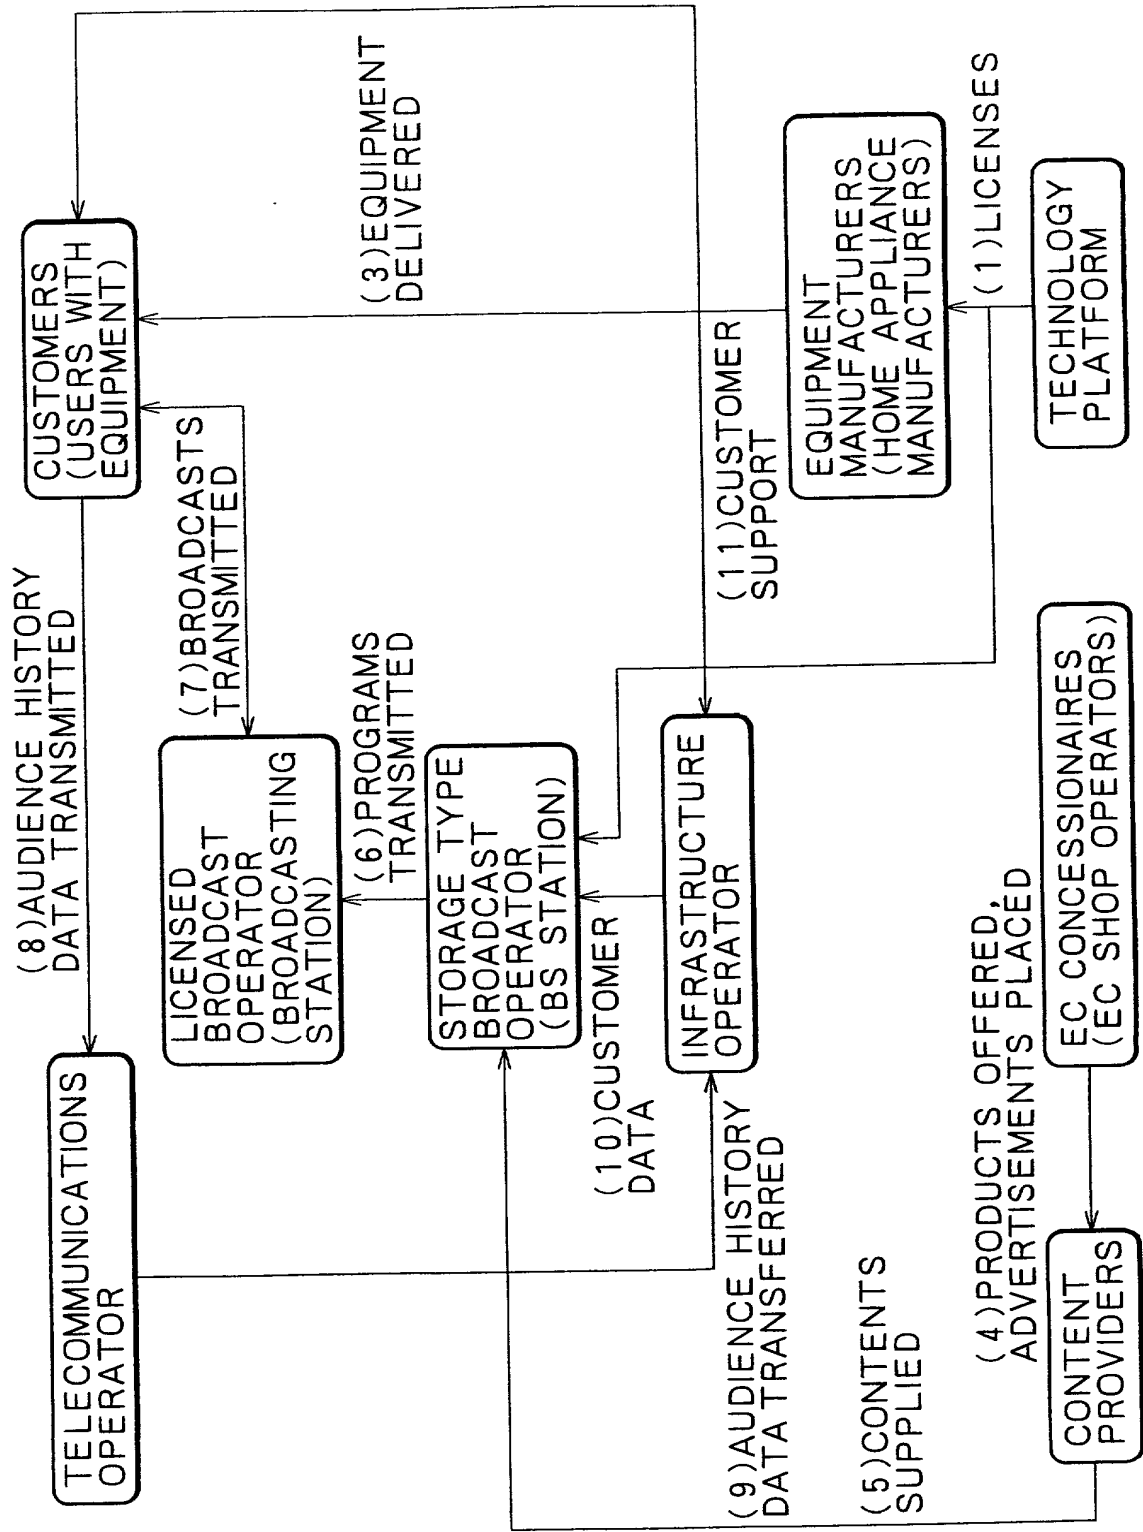 TELECOMMUNICATIONS
OPERATOR
(8)AUDIENCE HISTORY
DATA TRANSMITTED
CUSTOMERS
(USERS WITH
EQUIPMENT)
(7)BROADCASTS
TRANSMITTED
LICENSED
BROADCAST
OPERATOR
(BROADCASTING
STATION)
(3)EQUIPMENT
DELIVERED
(6)PROGRAMS
TRANSMITTED
STORAGE TYPE
BROADCAST
OPERATOR
(BS STATION)
(10)CUSTOMER
DATA
INFRASTRUCTURE
OPERATOR
(9)AUDIENCE HISTORY
DATA TRANSFERRED
(11)CUSTOMER
SUPPORT
EQUIPMENT
MANUFACTURERS
(HOME APPLIANCE
MANUFACTURERS)
(5)CONTENTS
SUPPLIED
(4)PRODUCTS OFFERED,
ADVERTISEMENTS PLACED
(1)LICENSES
CONTENT
PROVIDERS
EC CONCESSIONAIRES
(EC SHOP OPERATORS)
TECHNOLOGY
PLATFORM